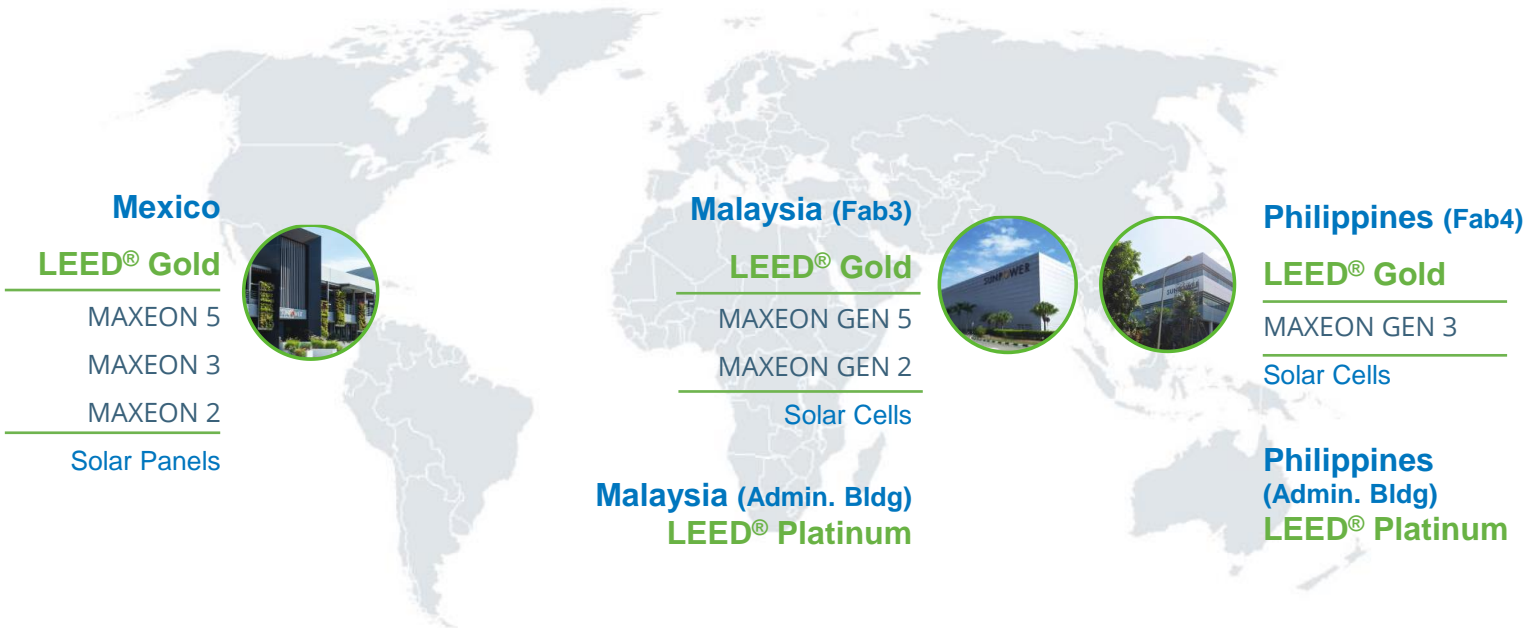 Mexico
LEED® Gold
MAXEON 5
MAXEON 3
MAXEON 2
Solar Panels
Malaysia (Fab3)
LEED® Gold
MAXEON GEN 5
MAXEON GEN 2
Solar Cells
Malaysia (Admin. Bldg)
LEED® Platinum
SUNPOWER
SUNPOWER
Philippines (Fab4)
LEED® Gold
MAXEON GEN 3
Solar Cells
Philippines
(Admin. Bldg)
LEED® Platinum